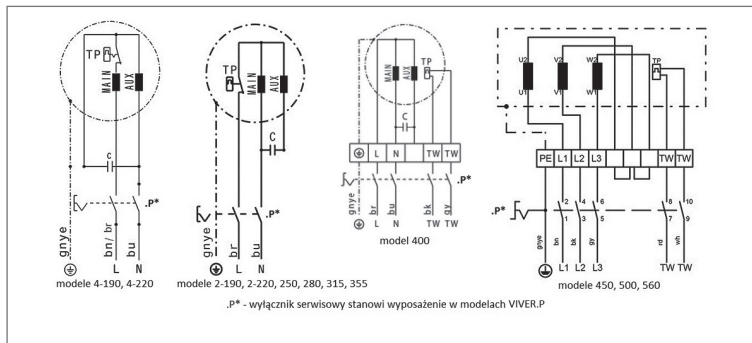 TP
MAIN
AUX
C
.P*
gnye
bn/ br
bu
L N
modele 4-190, 4-220
TP
MAIN
AUX
C
.P*
gnye
br
bu
L N
modele 2-190, 2-220, 250, 280, 315, 355
TP
MAIN
AUX
C
L N TW TW
.P*
gnye
br
bu
bk
gy
L N TW TW
model 400
U2 V2 W2 TP
U1 V1 W1
PE L1 L2 L3 TW TW
.P*
2 4 6 8 10
1 3 5 7 9
gnye
bn
bk
gy
rd
wh
L1 L2 L3 TW TW
modele 450, 500, 560
.P* - wyłącznik serwisowy stanowi wyposażenie w modelach VIVER.P